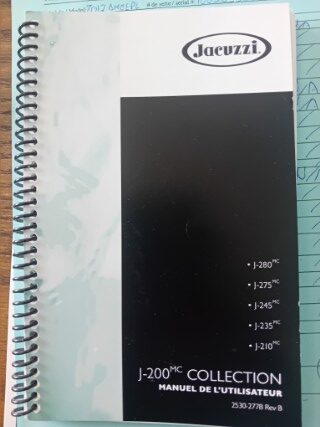 Jacuzzi
• J-280MC
• J-275MC
• J-245MC
• J-235MC
• J-210MC
J-200MC COLLECTION
MANUEL DE L'UTILISATEUR
2530-277B Rev B